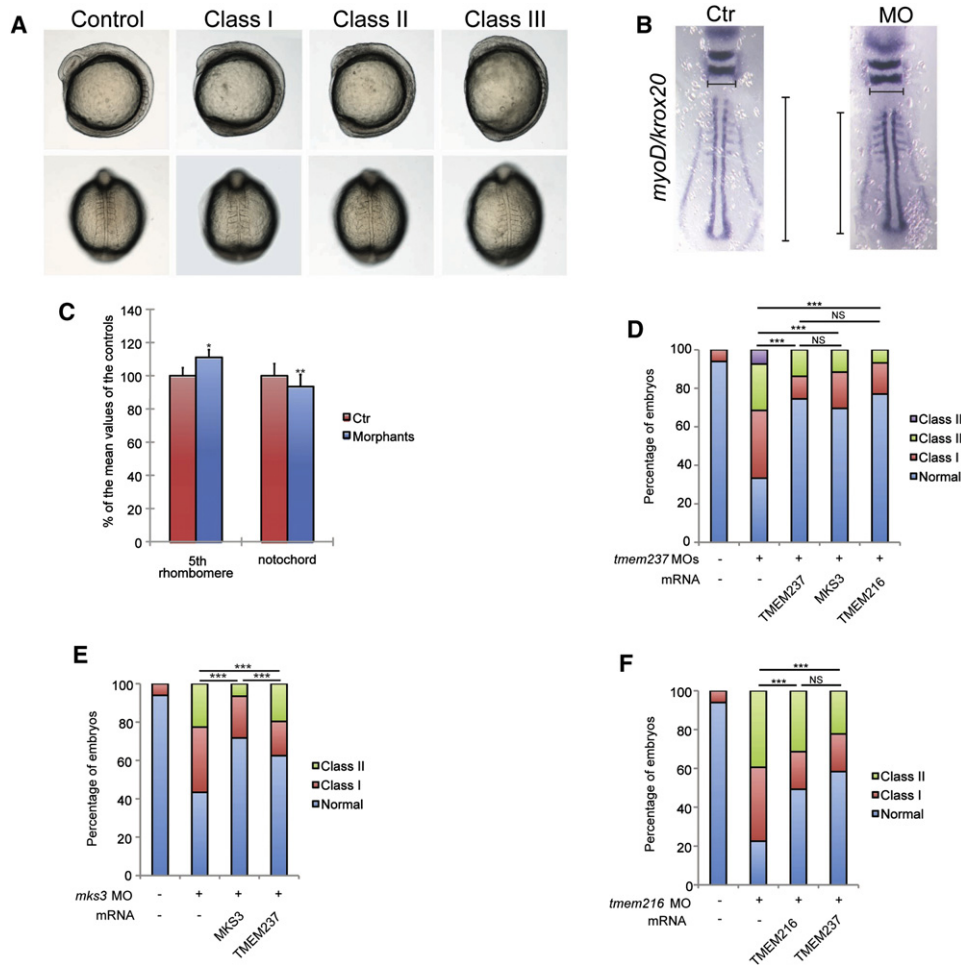 A
Control
Class I
Class II
Class III
B
Ctr
MO
myoD/krox20
C
% of the mean values of the controls
140
120
100
80
60
40
20
0
5th
rhombomere
notochord
*
**
Ctr
Morphants
D
Percentage of embryos
100
80
60
40
20
0
***
NS
***
***
NS
Class II
Class II
Class I
Normal
tmem237 MOs - + + + +
mRNA - - TMEM237 MKS3 TMEM216
E
Percentage of embryos
100
80
60
40
20
0
***
*** ***
Class II
Class I
Normal
mks3 MO - + + +
mRNA - - MKS3 TMEM237
F
Percentage of embryos
100
80
60
40
20
0
***
*** NS
Class II
Class I
Normal
tmem216 MO - + + +
mRNA - - TMEM216 TMEM237